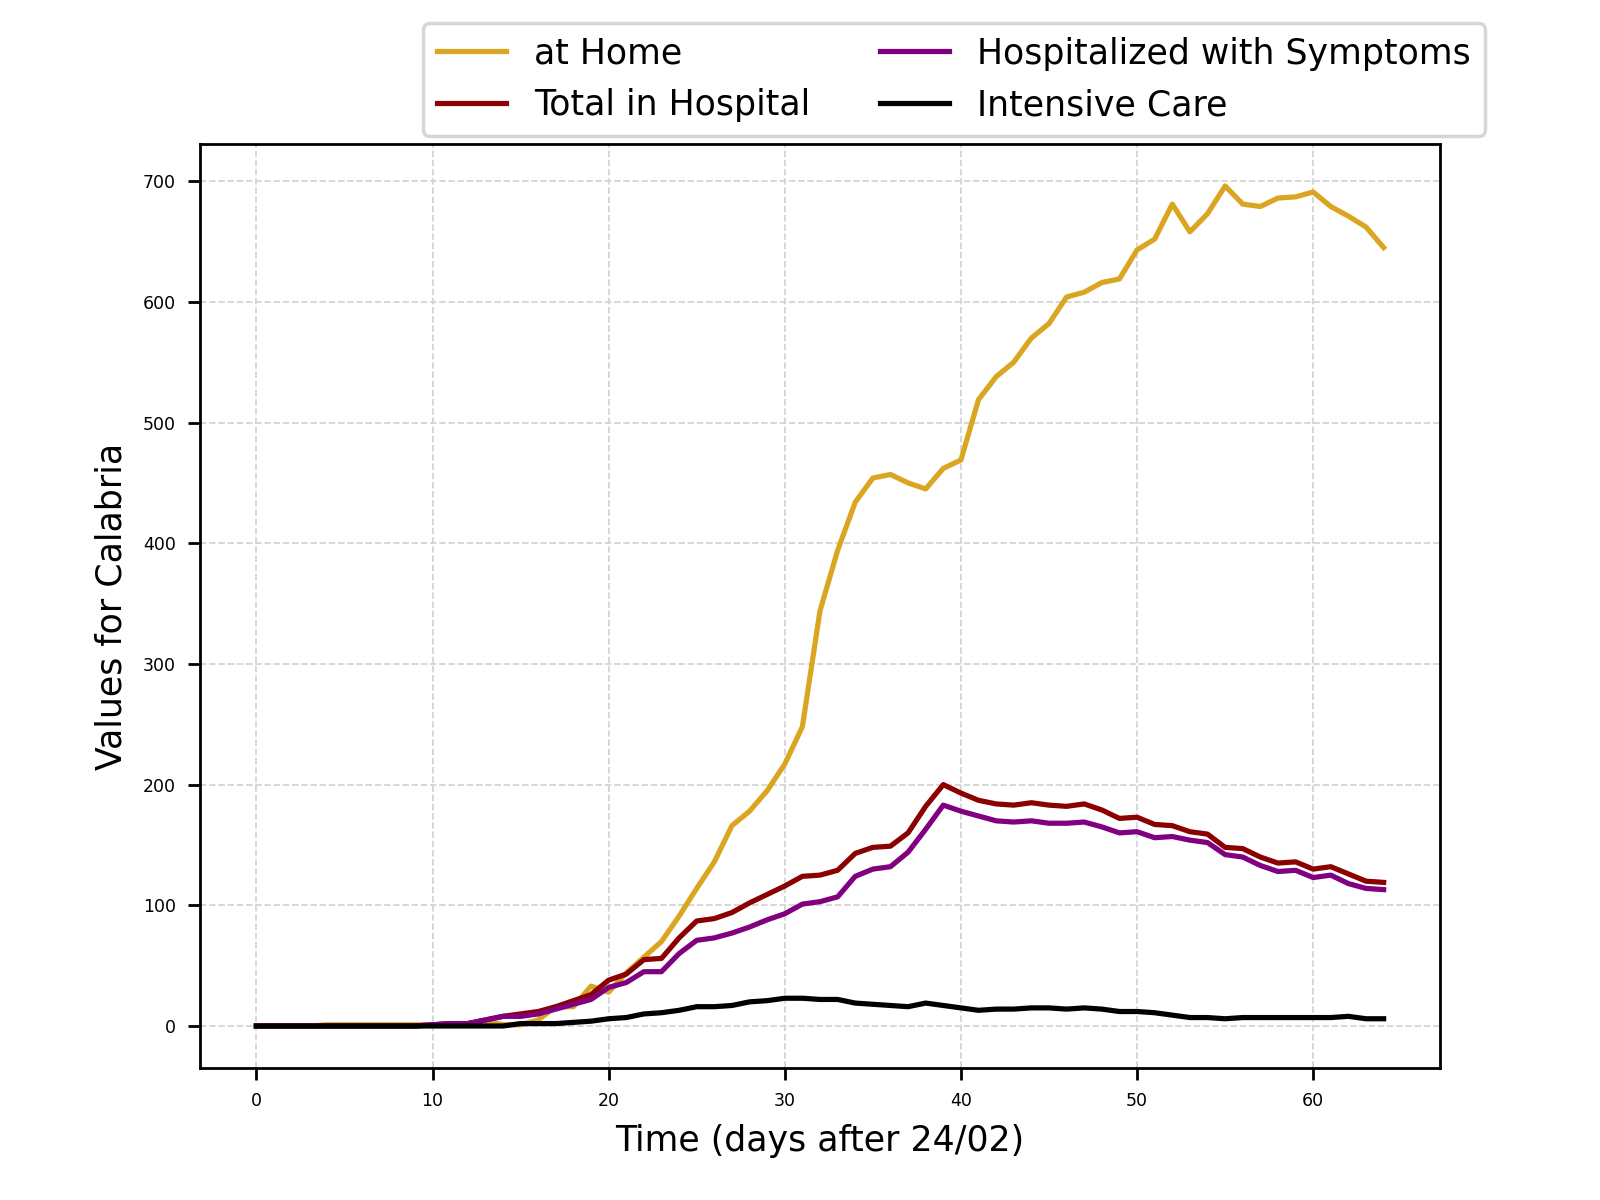 at Home
Total in Hospital
Hospitalized with Symptoms
Intensive Care
Values for Calabria
700
600
500
400
300
200
100
0
0 10 20 30 40 50 60
Time (days after 24/02)